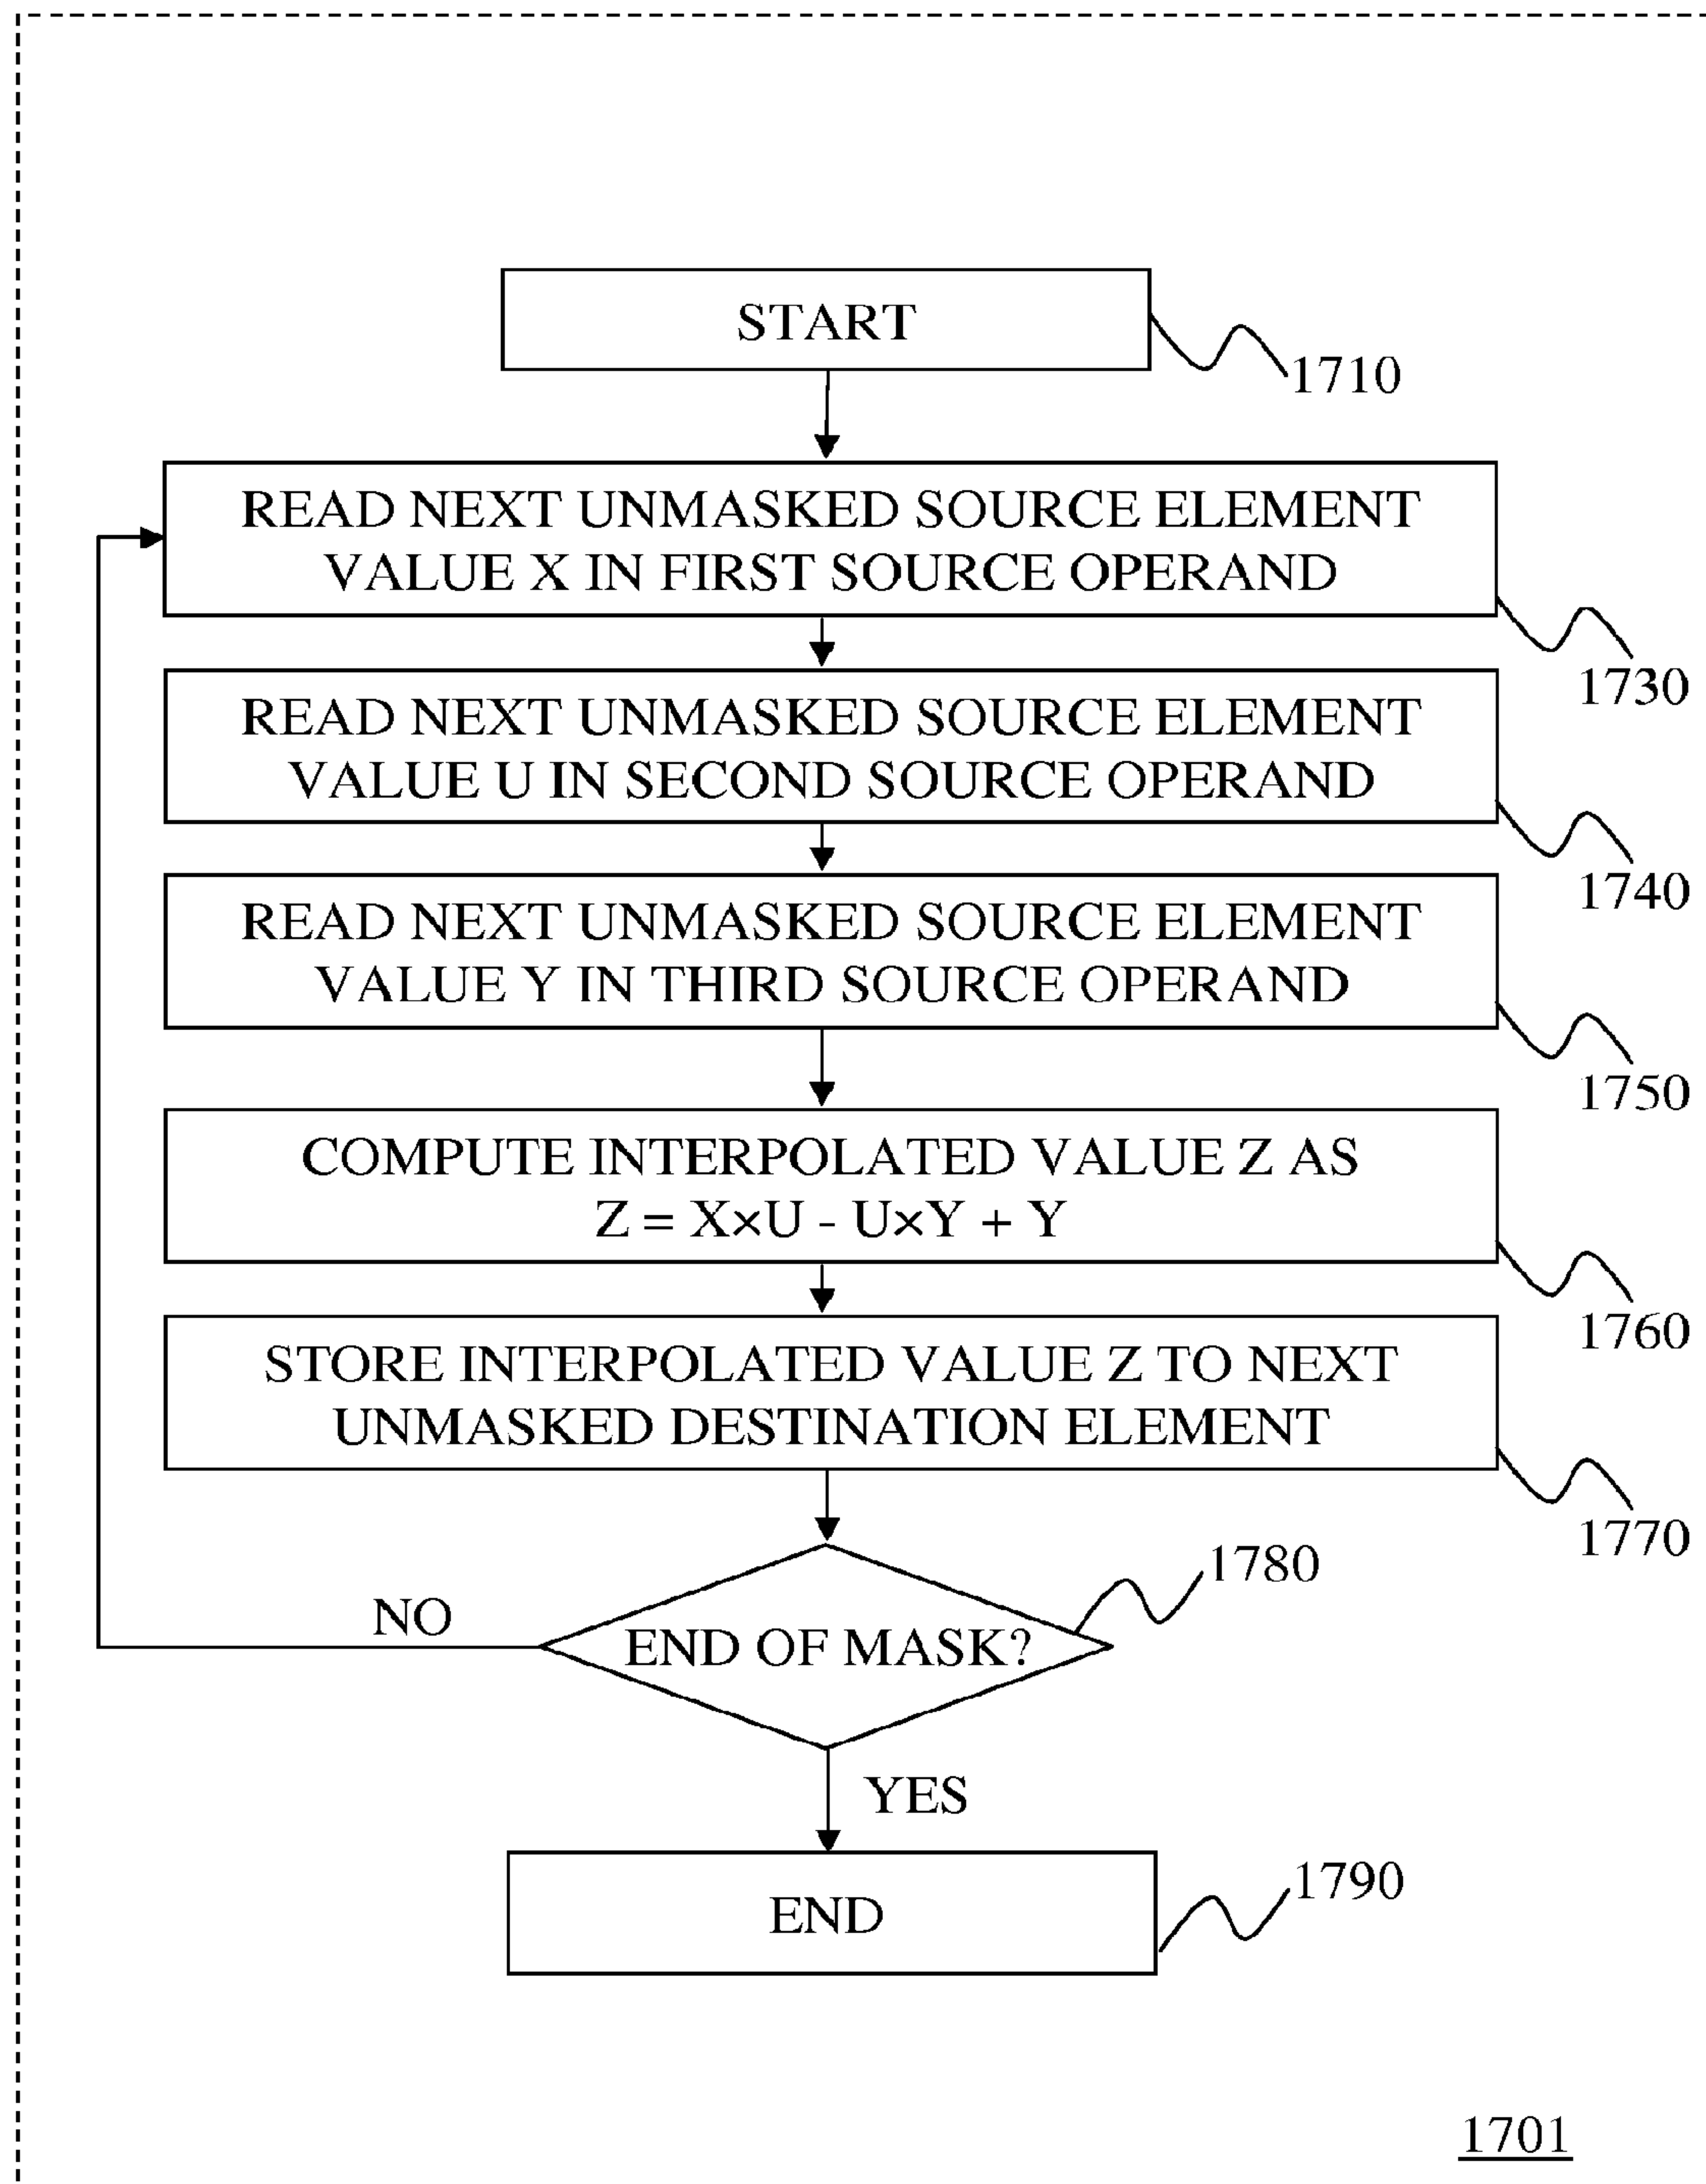 START
1710
READ NEXT UNMASKED SOURCE ELEMENT
VALUE X IN FIRST SOURCE OPERAND
1730
READ NEXT UNMASKED SOURCE ELEMENT
VALUE U IN SECOND SOURCE OPERAND
1740
READ NEXT UNMASKED SOURCE ELEMENT
VALUE Y IN THIRD SOURCE OPERAND
1750
COMPUTE INTERPOLATED VALUE Z AS
Z = X×U - U×Y + Y
1760
STORE INTERPOLATED VALUE Z TO NEXT
UNMASKED DESTINATION ELEMENT
1770
1780
NO
END OF MASK?
YES
1790
END
1701